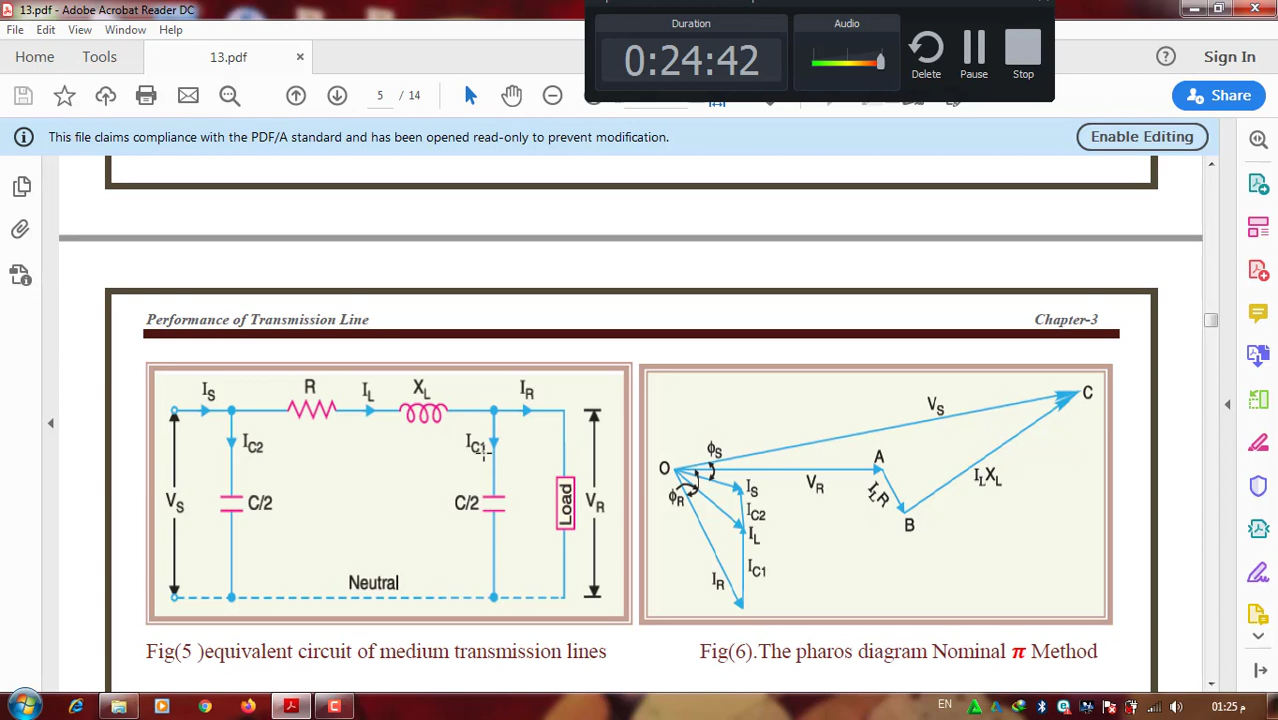 13.pdf - Adobe Acrobat Reader DC
File Edit View Window Help
Duration
0:24:42
Audio
Delete
Pause
Stop
Home
Tools
13.pdf
×
Sign In
5 / 14
Share
This file claims compliance with the PDF/A standard and has been opened read-only to prevent modification.
Enable Editing
Performance of Transmission Line
Chapter-3
IS
R
IL
XL
IR
IC2
IC1
VS
C/2
C/2
Load
VR
Neutral
C
VS
ϕS
A
O
VR
ϕR
IS
ILR
ILXL
IC2
B
IL
IC1
IR
Fig(5 )equivalent circuit of medium transmission lines
Fig(6).The pharos diagram Nominal π Method
EN
01:25 م